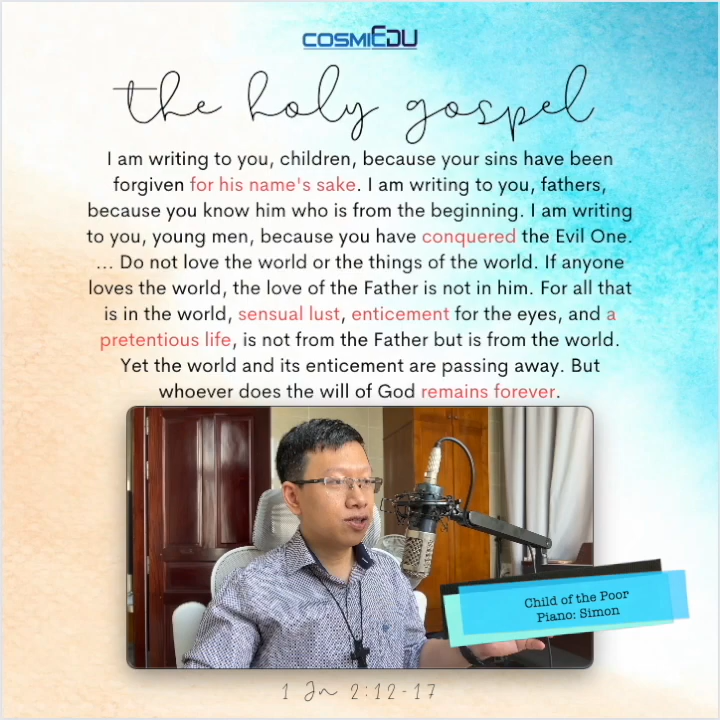 COSMIEDU
the holy gospel
I am writing to you, children, because your sins have been
forgiven for his name's sake. I am writing to you, fathers,
because you know him who is from the beginning. I am writing
to you, young men, because you have conquered the Evil One.
... Do not love the world or the things of the world. If anyone
loves the world, the love of the Father is not in him. For all that
is in the world, sensual lust, enticement for the eyes, and a
pretentious life, is not from the Father but is from the world.
Yet the world and its enticement are passing away. But
whoever does the will of God remains forever.
Child of the Poor
Piano: Simon
1 Jn 2:12-17